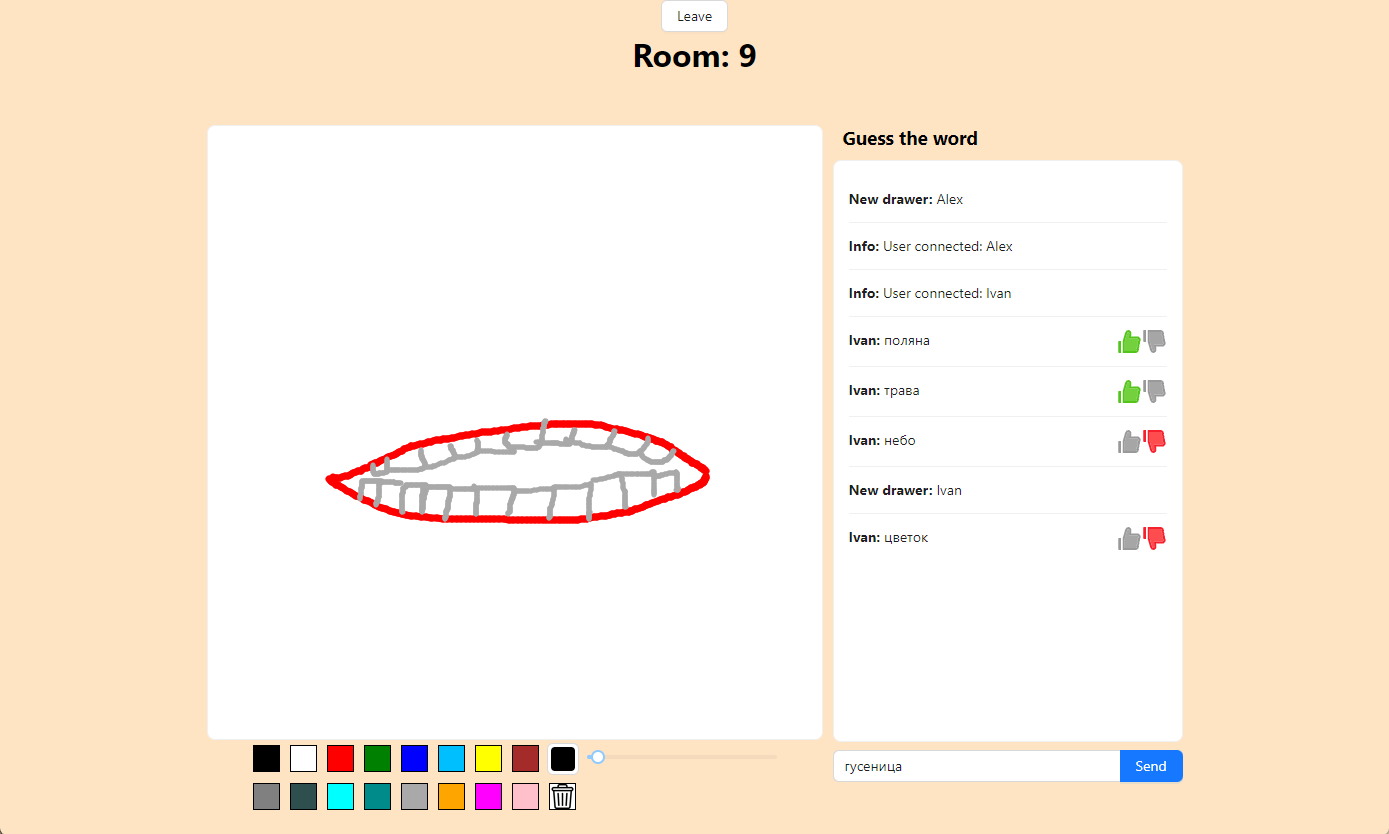 Leave
Room: 9
Guess the word
New drawer: Alex
Info: User connected: Alex
Info: User connected: Ivan
Ivan: поляна
Ivan: трава
Ivan: небо
New drawer: Ivan
Ivan: цветок
гусеница
Send